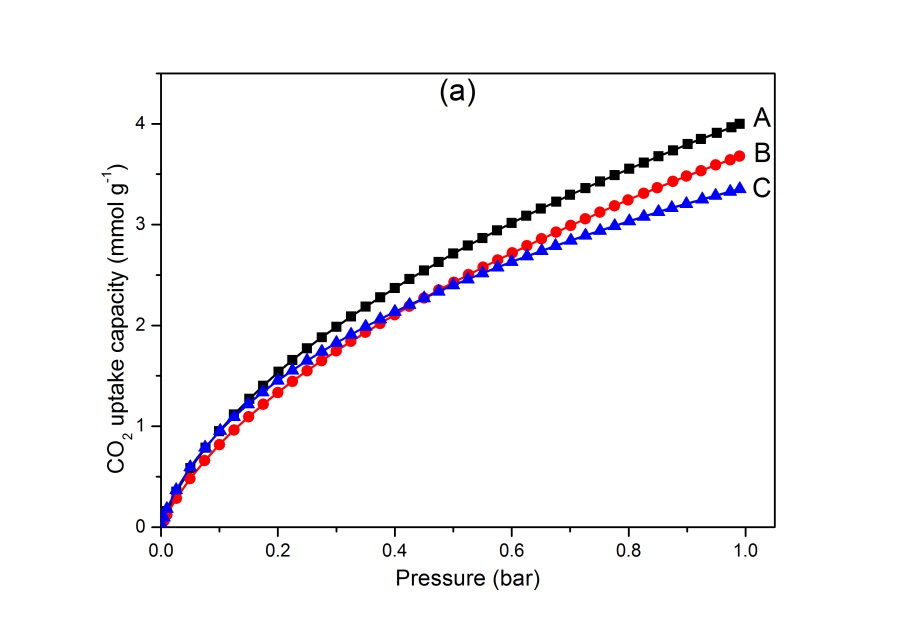 (a)
A
B
C
4
3
2
1
0
CO₂ uptake capacity (mmol g⁻¹)
0.0 0.2 0.4 0.6 0.8 1.0
Pressure (bar)